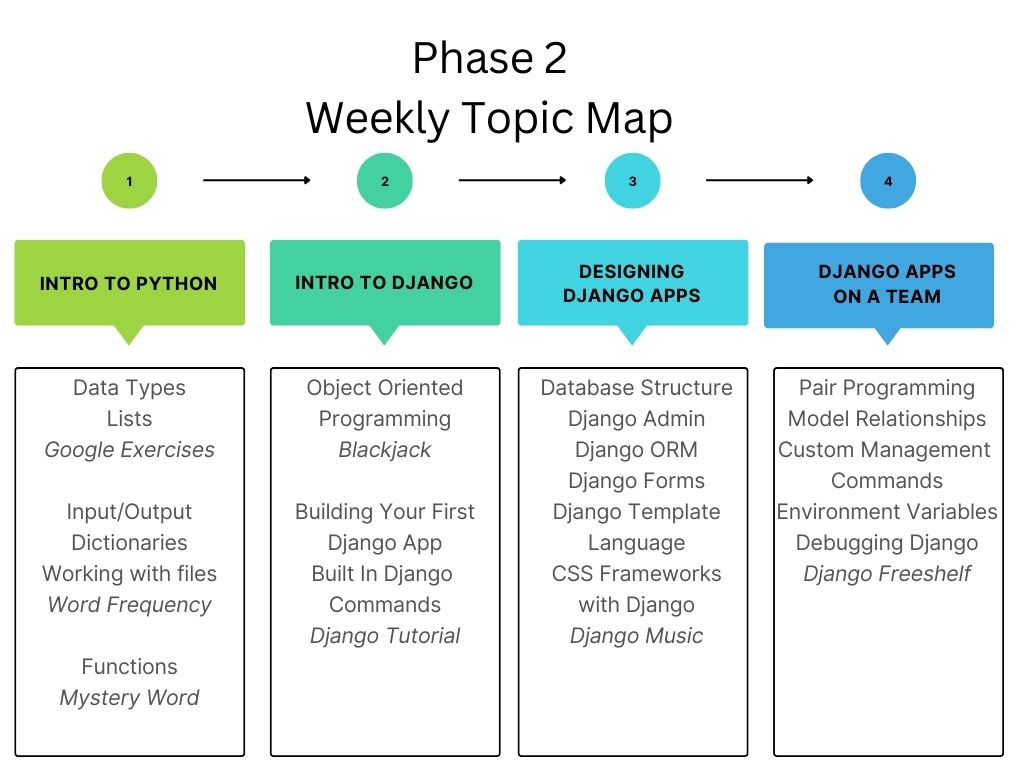 Phase 2
Weekly Topic Map
1
2
3
4
INTRO TO PYTHON
INTRO TO DJANGO
DESIGNING
DJANGO APPS
DJANGO APPS
ON A TEAM
Data Types
Lists
Google Exercises
Input/Output
Dictionaries
Working with files
Word Frequency
Functions
Mystery Word
Object Oriented
Programming
Blackjack
Building Your First
Django App
Built In Django
Commands
Django Tutorial
Database Structure
Django Admin
Django ORM
Django Forms
Django Template
Language
CSS Frameworks
with Django
Django Music
Pair Programming
Model Relationships
Custom Management
Commands
Environment Variables
Debugging Django
Django Freeshelf